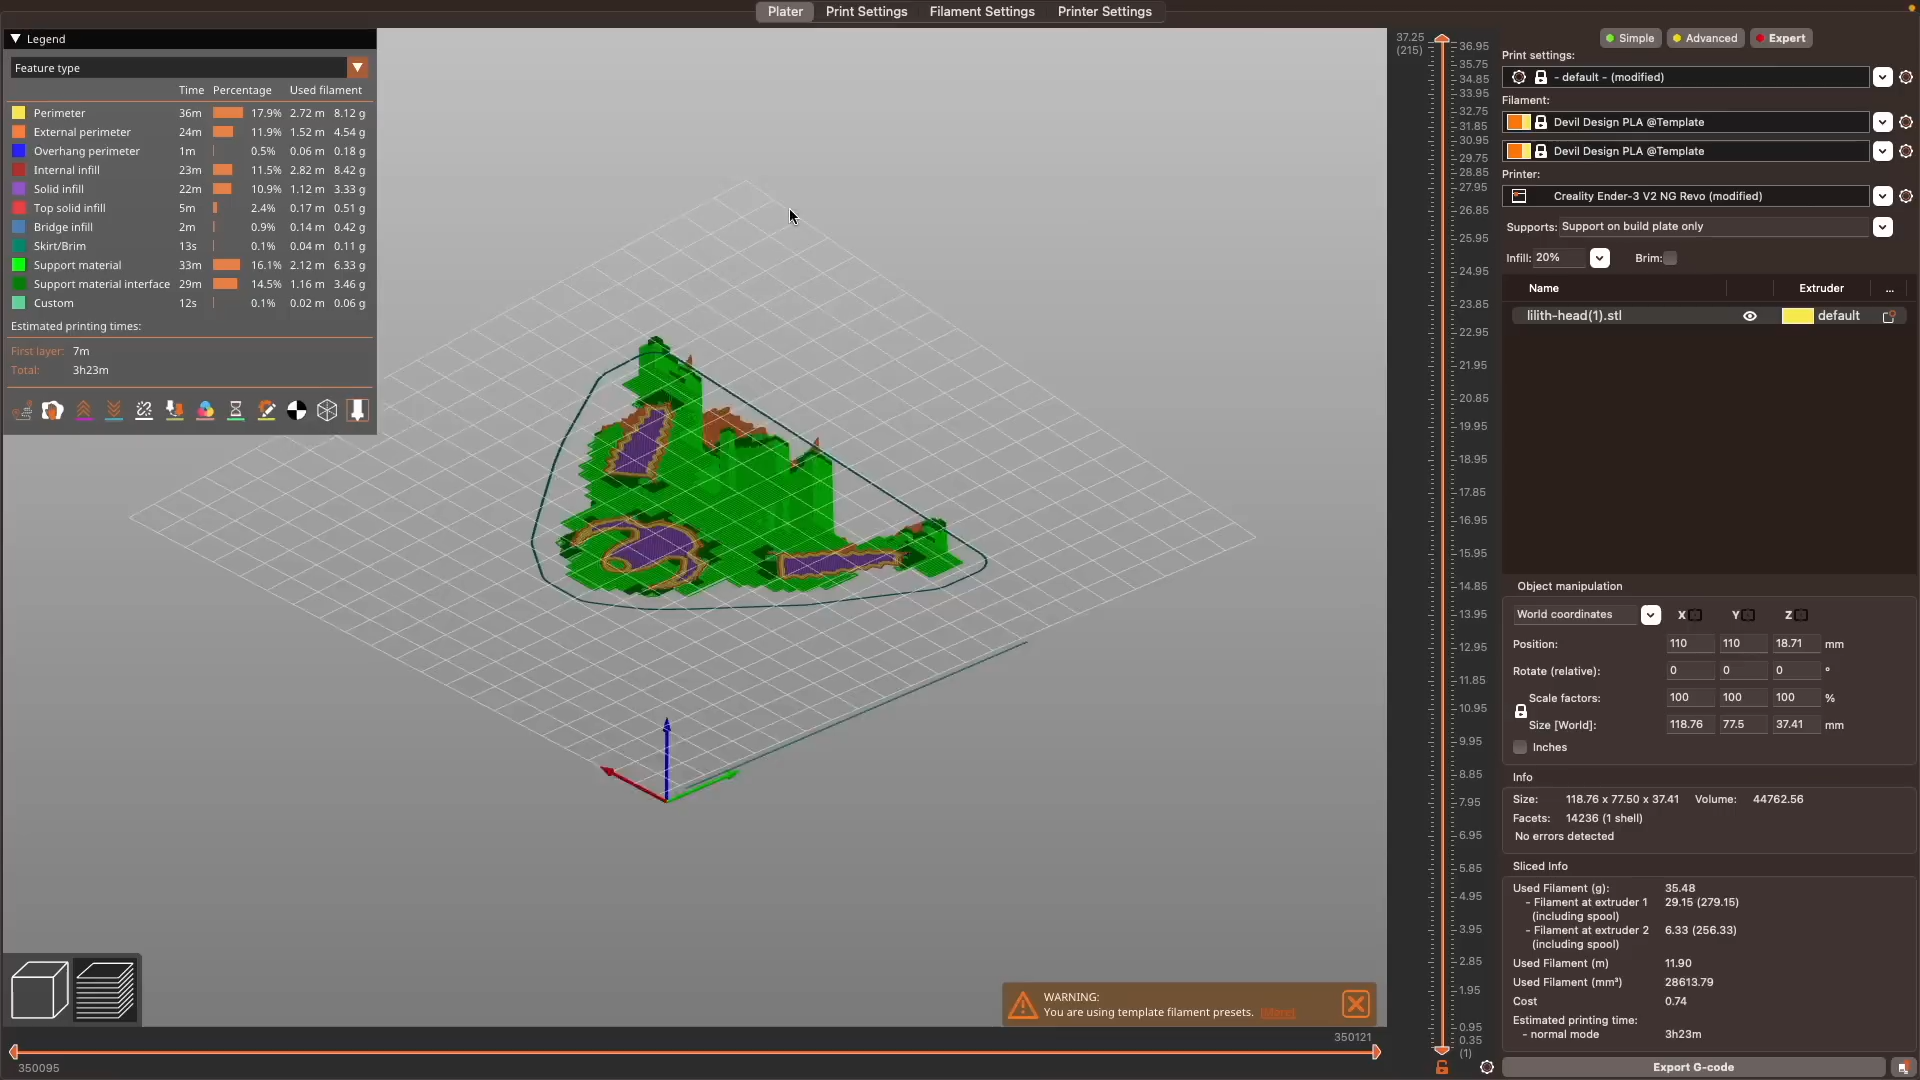 Plater Print Settings Filament Settings Printer Settings
Legend
Feature type
Time Percentage Used filament
Perimeter 36m 17.9% 2.72 m 8.12 g
External perimeter 24m 11.9% 1.52 m 4.54 g
Overhang perimeter 1m 0.5% 0.06 m 0.18 g
Internal infill 23m 11.5% 2.82 m 8.42 g
Solid infill 22m 10.9% 1.12 m 3.33 g
Top solid infill 5m 2.4% 0.17 m 0.51 g
Bridge infill 2m 0.9% 0.14 m 0.42 g
Skirt/Brim 13s 0.1% 0.04 m 0.11 g
Support material 33m 16.1% 2.12 m 6.33 g
Support material interface 29m 14.5% 1.16 m 3.46 g
Custom 12s 0.1% 0.02 m 0.06 g
Estimated printing times:
First layer: 7m
Total: 3h23m
WARNING:
You are using template filament presets. [More]
350121
350095
37.25
(215)
36.95
35.75
34.85
33.95
32.75
31.85
30.95
29.75
28.85
27.95
26.85
25.95
24.95
23.85
22.95
21.95
20.85
19.95
18.95
17.85
16.95
15.95
14.85
13.95
12.95
11.85
10.95
9.95
8.85
7.95
6.95
5.85
4.95
3.95
2.85
1.95
0.95
0.35
(1)
Simple Advanced Expert
Print settings:
- default - (modified)
Filament:
Devil Design PLA @Template
Devil Design PLA @Template
Printer:
Creality Ender-3 V2 NG Revo (modified)
Supports: Support on build plate only
Infill: 20% Brim:
Name Extruder ...
lilith-head(1).stl default
Object manipulation
World coordinates X Y Z
Position: 110 110 18.71 mm
Rotate (relative): 0 0 0 °
Scale factors: 100 100 100 %
Size [World]: 118.76 77.5 37.41 mm
Inches
Info
Size: 118.76 x 77.50 x 37.41 Volume: 44762.56
Facets: 14236 (1 shell)
No errors detected
Sliced Info
Used Filament (g): 35.48
- Filament at extruder 1 29.15 (279.15)
(including spool)
- Filament at extruder 2 6.33 (256.33)
(including spool)
Used Filament (m) 11.90
Used Filament (mm³) 28613.79
Cost 0.74
Estimated printing time:
- normal mode 3h23m
Export G-code